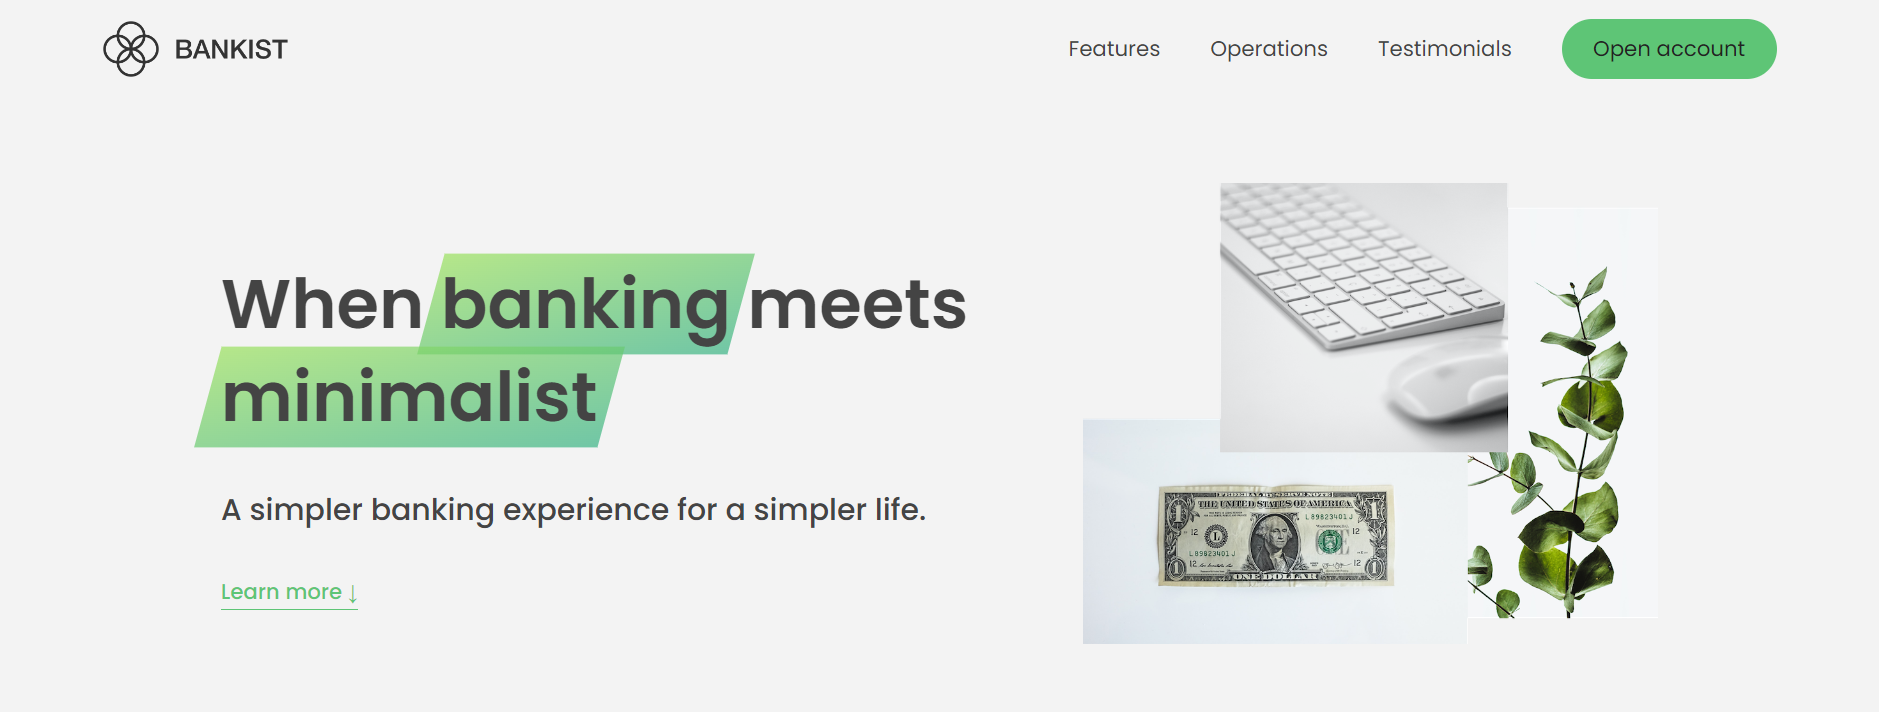 BANKIST
Features
Operations
Testimonials
Open account
When banking meets
minimalist
A simpler banking experience for a simpler life.
Learn more ↓
FEDERAL RESERVE NOTE
THE UNITED STATES OF AMERICA
L 89823401 J
12
12
L
L 89823401 J
12
12
ONE DOLLAR
1
1
1
1